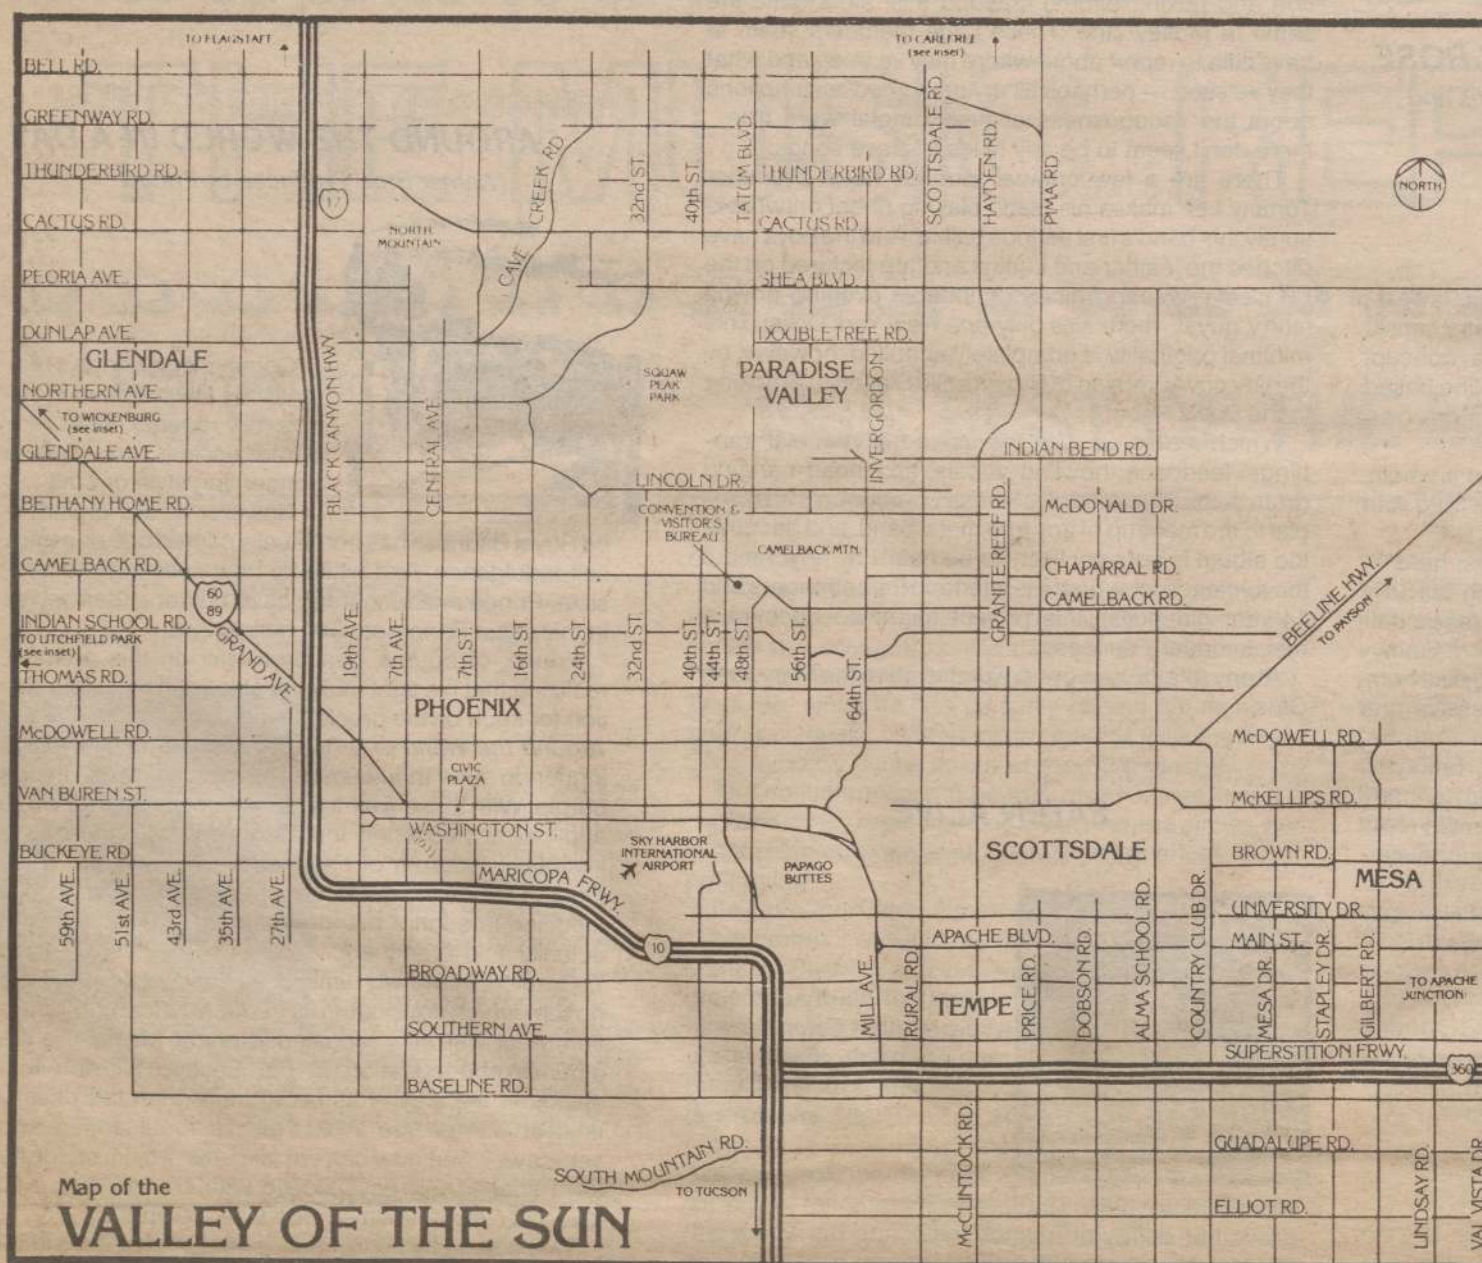 TO FLAGSTAFF
TO CAREFREE
(see inset)
BELL RD.
GREENWAY RD.
THUNDERBIRD RD.
CACTUS RD.
PEORIA AVE.
DUNLAP AVE.
GLENDALE
NORTHERN AVE.
TO WICKENBURG
(see inset)
GLENDALE AVE.
BETHANY HOME RD.
CAMELBACK RD.
60
89
INDIAN SCHOOL RD.
TO LITCHFIELD PARK
(see inset)
GRAND AVE.
THOMAS RD.
McDOWELL RD.
VAN BUREN ST.
BUCKEYE RD
59th AVE.
51st AVE.
43rd AVE.
35th AVE.
27th AVE.
17
BLACK CANYON HWY
NORTH
MOUNTAIN
CENTRAL AVE.
CAVE CREEK RD
32nd ST.
40th ST.
TATUM BLVD.
THUNDERBIRD RD
CACTUS RD.
SHEA BLVD.
DOUBLETREE RD.
SCOTTSDALE RD
HAYDEN RD.
PIMA RD
NORTH
SQUAW
PEAK
PARK
PARADISE
VALLEY
INVERGORDON
INDIAN BEND RD.
LINCOLN DR.
CONVENTION &
VISITOR'S
BUREAU
CAMELBACK MTN.
McDONALD DR.
GRANITE REEF RD.
CHAPARRAL RD.
CAMELBACK RD.
BEELINE HWY.
TO PAYSON
19th AVE.
7th AVE.
7th ST.
16th ST.
24th ST.
32nd ST.
40th ST.
44th ST.
48th ST.
56th ST.
64th ST.
PHOENIX
CIVIC
PLAZA
WASHINGTON ST.
SKY HARBOR
INTERNATIONAL
AIRPORT
PAPAGO
BUTTES
MARICOPA FRWY.
10
SCOTTSDALE
McDOWELL RD.
McKELLIPS RD.
BROWN RD.
MESA
UNIVERSITY DR.
MAIN ST.
APACHE BLVD.
MILL AVE.
RURAL RD.
TEMPE
PRICE RD.
DOBSON RD.
ALMA SCHOOL RD.
COUNTRY CLUB DR.
MESA DR.
STAPLEY DR.
GILBERT RD.
TO APACHE
JUNCTION
BROADWAY RD.
SOUTHERN AVE.
BASELINE RD.
SUPERSTITION FRWY.
360
SOUTH MOUNTAIN RD.
TO TUCSON
McCLINTOCK RD.
GUADALUPE RD.
ELLIOT RD.
LINDSAY RD.
VAL VISTA DR
Map of the
VALLEY OF THE SUN